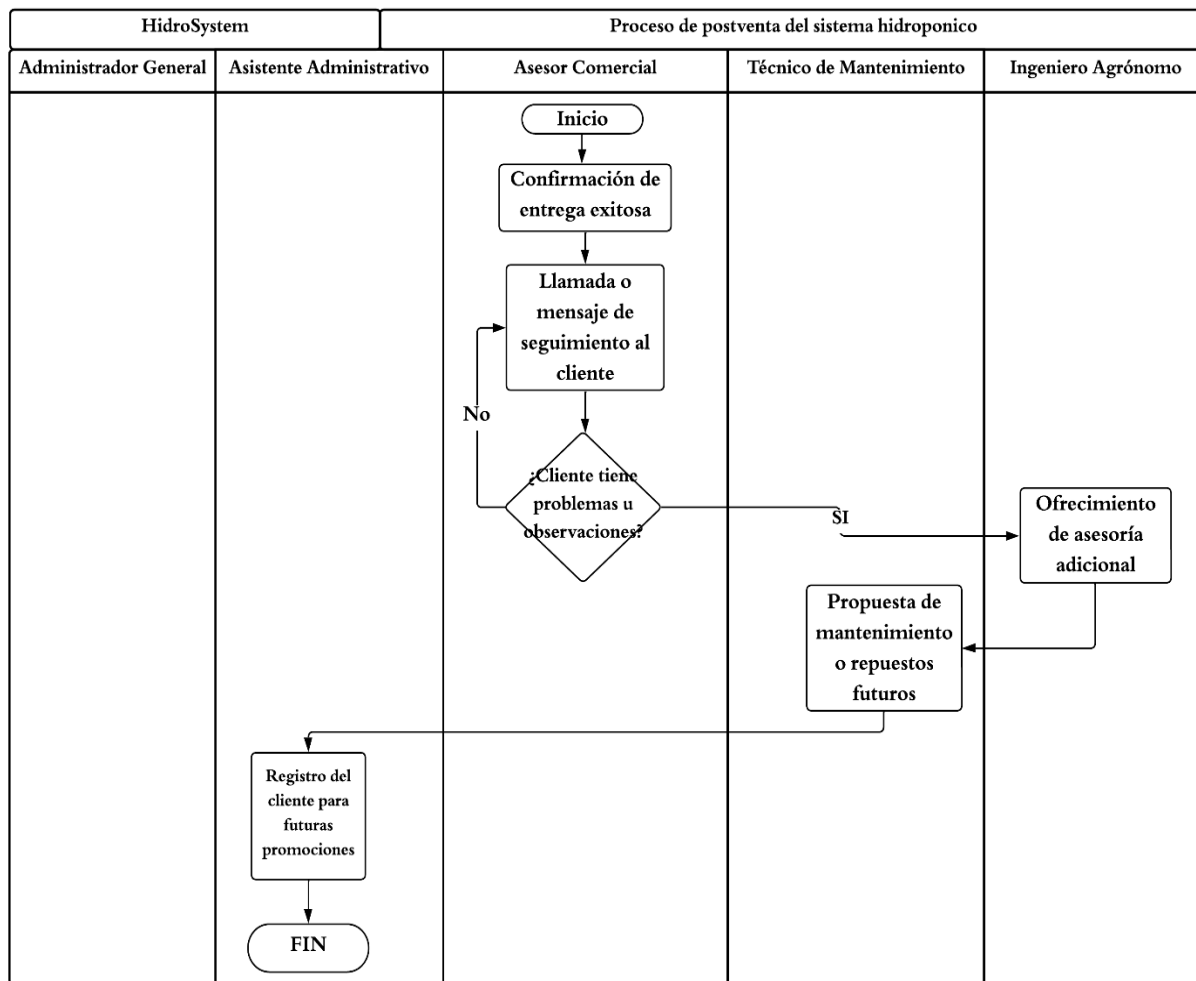 HidroSystem
Proceso de postventa del sistema hidroponico
Administrador General
Asistente Administrativo
Asesor Comercial
Técnico de Mantenimiento
Ingeniero Agrónomo
Inicio
Confirmación de
entrega exitosa
Llamada o
mensaje de
seguimiento al
cliente
No
¿Cliente tiene
problemas u
observaciones?
SI
Ofrecimiento
de asesoría
adicional
Propuesta de
mantenimiento
o repuestos
futuros
Registro del
cliente para
futuras
promociones
FIN